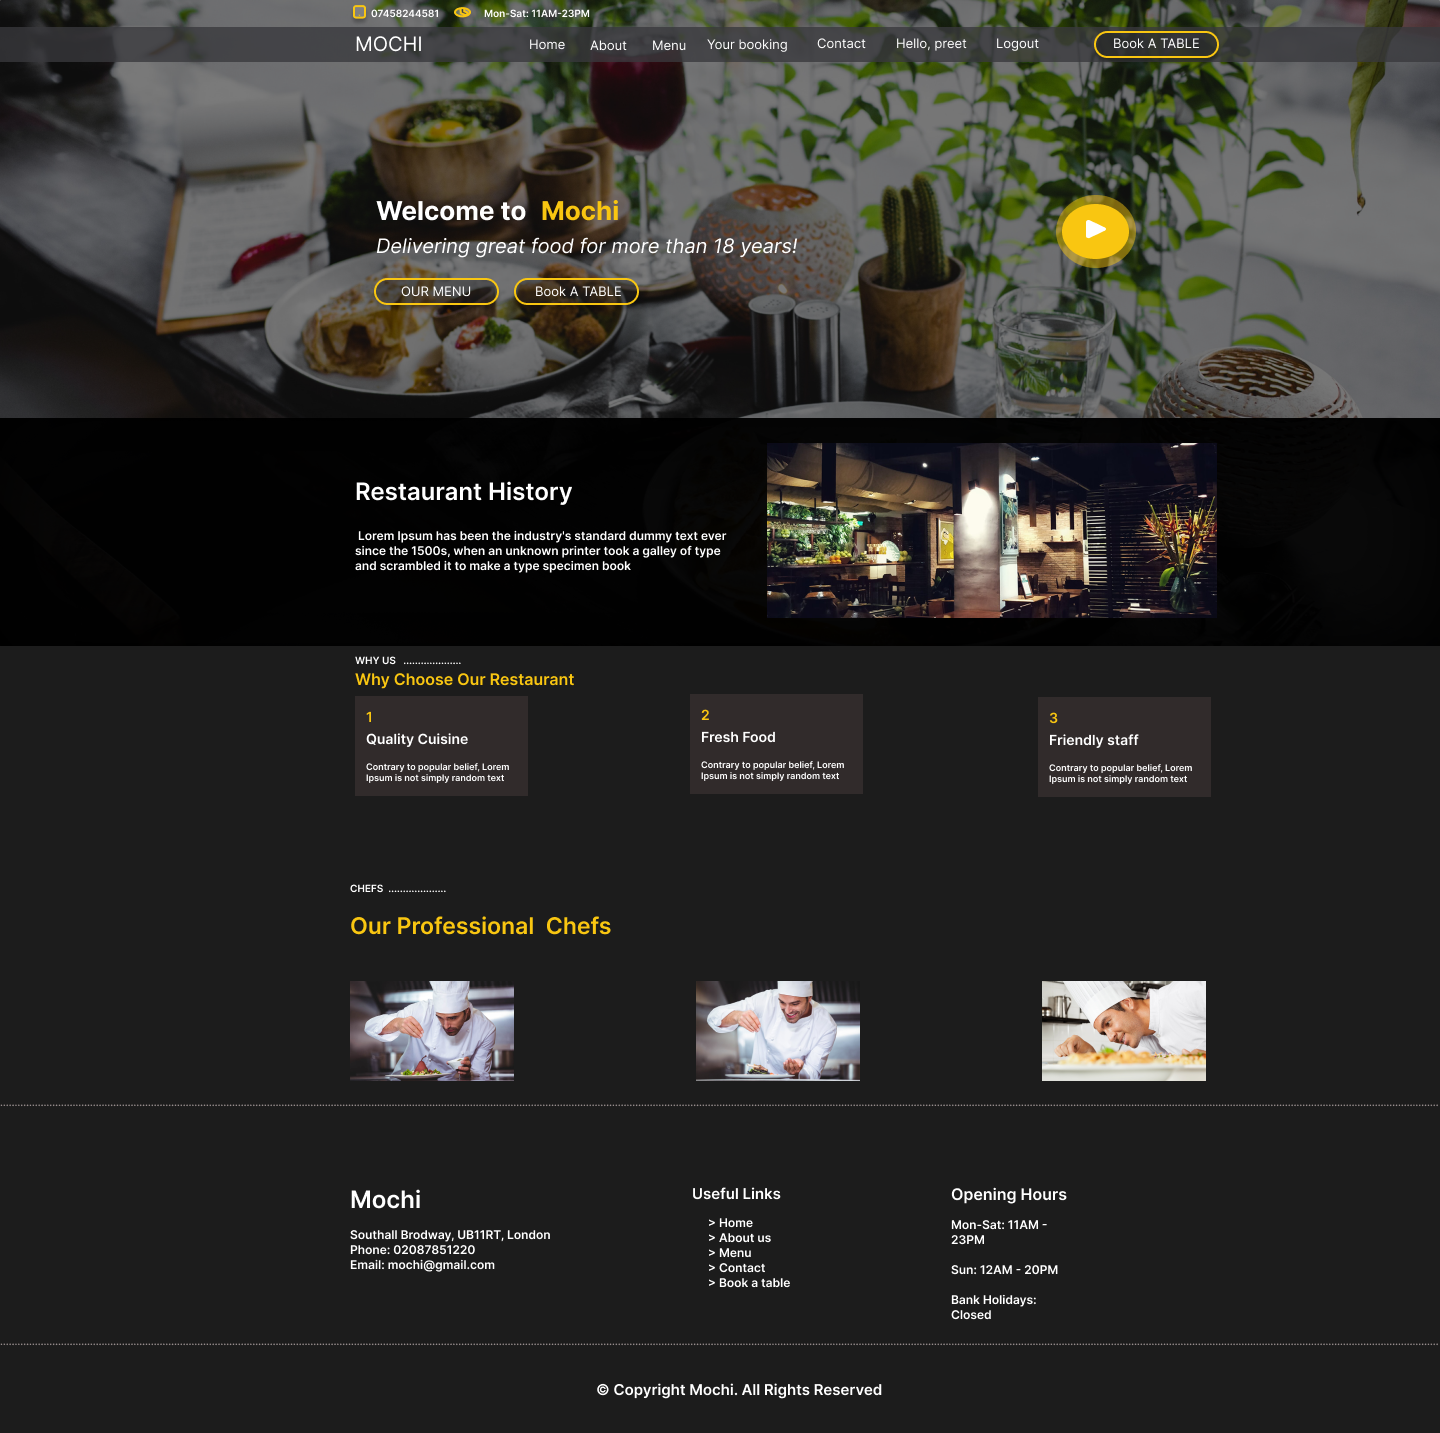 07458244581 Mon-Sat: 11AM-23PM
MOCHI Home About Menu Your booking Contact Hello, preet Logout Book A TABLE
Welcome to Mochi
Delivering great food for more than 18 years!
OUR MENU Book A TABLE
Restaurant History
Lorem Ipsum has been the industry's standard dummy text ever
since the 1500s, when an unknown printer took a galley of type
and scrambled it to make a type specimen book
WHY US ....................
Why Choose Our Restaurant
1
Quality Cuisine
Contrary to popular belief, Lorem
Ipsum is not simply random text
2
Fresh Food
Contrary to popular belief, Lorem
Ipsum is not simply random text
3
Friendly staff
Contrary to popular belief, Lorem
Ipsum is not simply random text
CHEFS ....................
Our Professional Chefs
Mochi
Southall Brodway, UB11RT, London
Phone: 02087851220
Email: mochi@gmail.com
Useful Links
> Home
> About us
> Menu
> Contact
> Book a table
Opening Hours
Mon-Sat: 11AM -
23PM
Sun: 12AM - 20PM
Bank Holidays:
Closed
© Copyright Mochi. All Rights Reserved